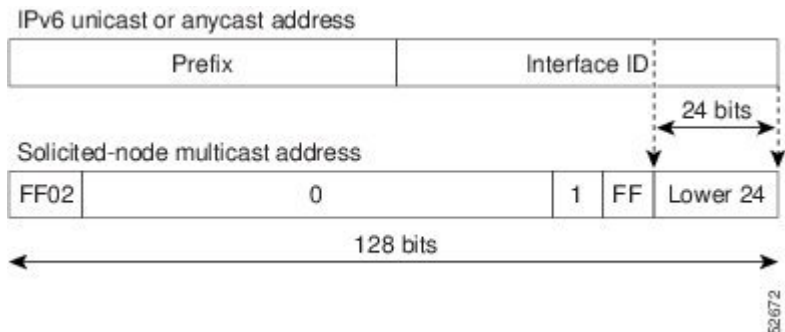 IPv6 unicast or anycast address
Prefix Interface ID
24 bits
Solicited-node multicast address
FF02 0 1 FF Lower 24
128 bits
52672